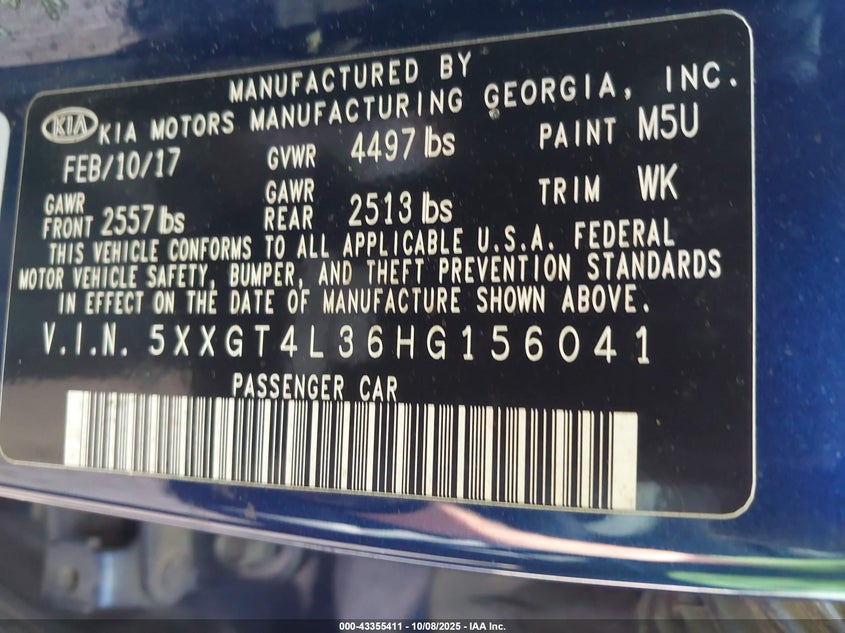 MANUFACTURED BY
KIA KIA MOTORS MANUFACTURING GEORGIA, INC.
FEB/10/17 GVWR 4497 lbs PAINT M5U
GAWR FRONT 2557 lbs GAWR REAR 2513 lbs TRIM WK
THIS VEHICLE CONFORMS TO ALL APPLICABLE U.S.A. FEDERAL
MOTOR VEHICLE SAFETY, BUMPER, AND THEFT PREVENTION STANDARDS
IN EFFECT ON THE DATE OF MANUFACTURE SHOWN ABOVE.
V.I.N. 5XXGT4L36HG156041
PASSENGER CAR
000-43355411 - 10/08/2025 - IAA Inc.